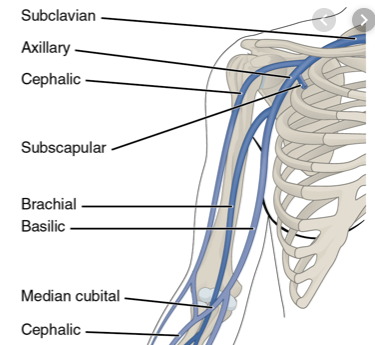 Subclavian
Axillary
Cephalic
Subscapular
Brachial
Basilic
Median cubital
Cephalic